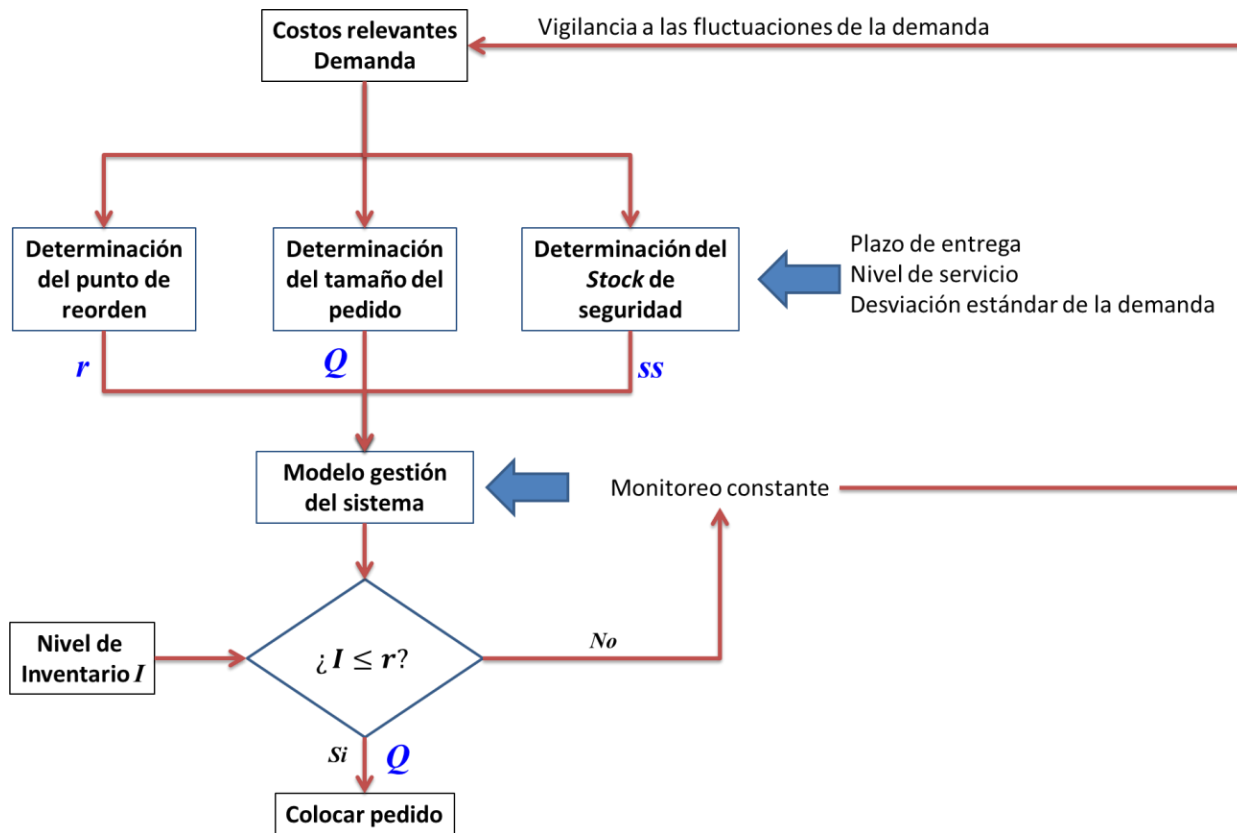 Costos relevantes
Demanda
Vigilancia a las fluctuaciones de la demanda
Determinación
del punto de
reorden
Determinación
del tamaño del
pedido
Determinación del
Stock de
seguridad
Plazo de entrega
Nivel de servicio
Desviación estándar de la demanda
r
Q
ss
Modelo gestión
del sistema
Monitoreo constante
Nivel de
Inventario I
¿I ≤ r?
No
Si
Q
Colocar pedido